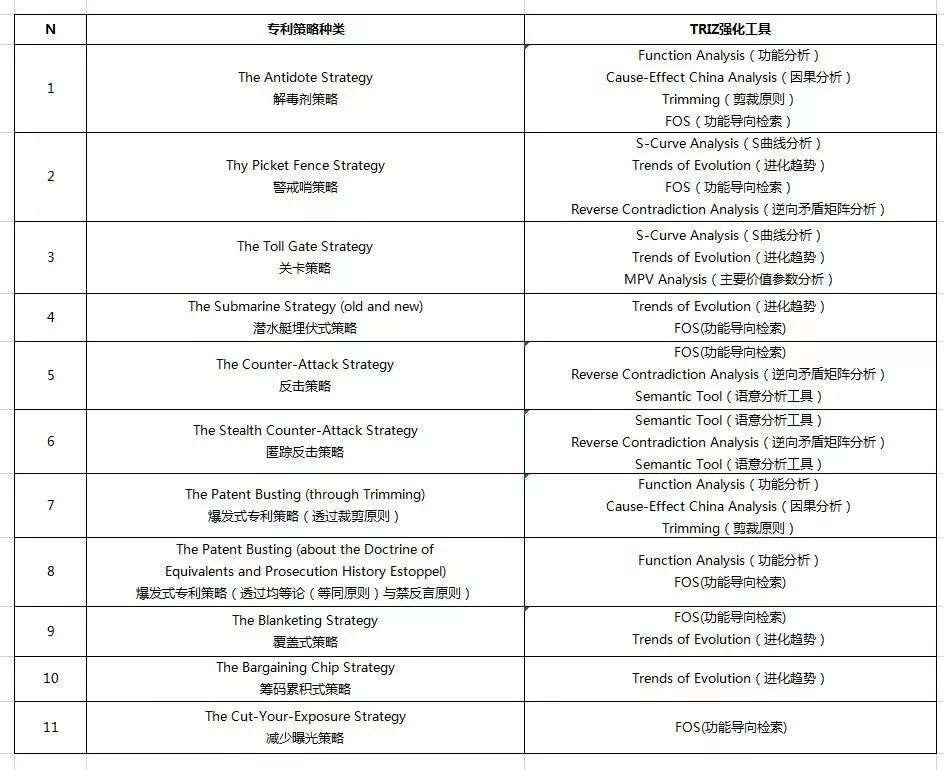 N 专利策略种类 TRIZ强化工具
1
The Antidote Strategy
解毒剂策略
Function Analysis（功能分析）
Cause-Effect China Analysis（因果分析）
Trimming（剪裁原则）
FOS（功能导向检索）
2
Thy Picket Fence Strategy
警戒哨策略
S-Curve Analysis（S曲线分析）
Trends of Evolution（进化趋势）
FOS（功能导向检索）
Reverse Contradiction Analysis（逆向矛盾矩阵分析）
3
The Toll Gate Strategy
关卡策略
S-Curve Analysis（S曲线分析）
Trends of Evolution（进化趋势）
MPV Analysis（主要价值参数分析）
4
The Submarine Strategy (old and new)
潜水艇埋伏式策略
Trends of Evolution（进化趋势）
FOS(功能导向检索)
5
The Counter-Attack Strategy
反击策略
FOS(功能导向检索)
Reverse Contradiction Analysis（逆向矛盾矩阵分析）
Semantic Tool（语意分析工具）
6
The Stealth Counter-Attack Strategy
匿踪反击策略
Semantic Tool（语意分析工具）
Reverse Contradiction Analysis（逆向矛盾矩阵分析）
Semantic Tool（语意分析工具）
7
The Patent Busting (through Trimming)
爆发式专利策略（透过裁剪原则）
Function Analysis（功能分析）
Cause-Effect China Analysis（因果分析）
Trimming（剪裁原则）
8
The Patent Busting (about the Doctrine of
Equivalents and Prosecution History Estoppel)
爆发式专利策略（透过均等论（等同原则）与禁反言原则）
Function Analysis（功能分析）
FOS(功能导向检索)
9
The Blanketing Strategy
覆盖式策略
FOS(功能导向检索)
Trends of Evolution（进化趋势）
10
The Bargaining Chip Strategy
筹码累积式策略
Trends of Evolution（进化趋势）
11
The Cut-Your-Exposure Strategy
减少曝光策略
FOS(功能导向检索)